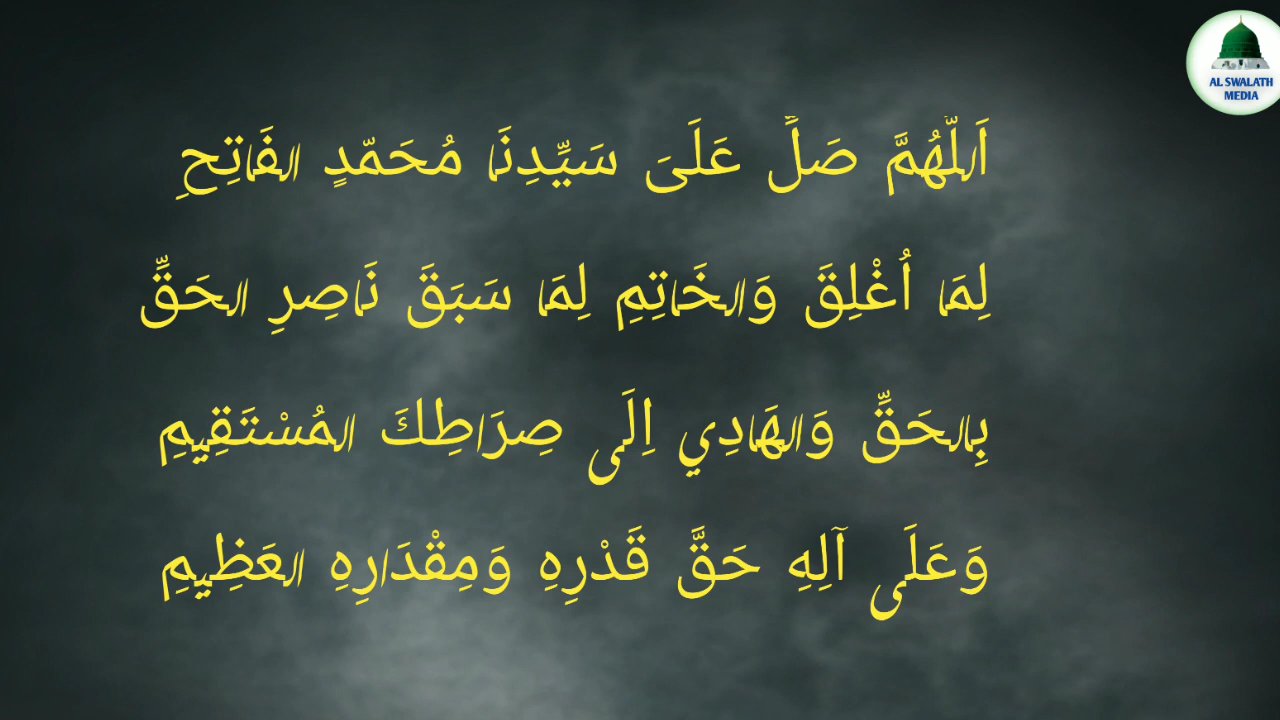 AL SWALATH
MEDIA
اَللّٰهُمَّ صَلِّ عَلَىَ سَيِّدِنَا مُحَمّدٍ الفَاتِحِ
لِمَا اُغْلِقَ وَالخَاتِمِ لِمَا سَبَقَ نَاصِرِ الحَقِّ
بِالحَقِّ وَالهَادِي اِلَى صِرَاطِكَ المُسْتَقِيمِ
وَعَلَى آلِهِ حَقَّ قَدْرِهِ وَمِقْدَارِهِ العَظِيمِ